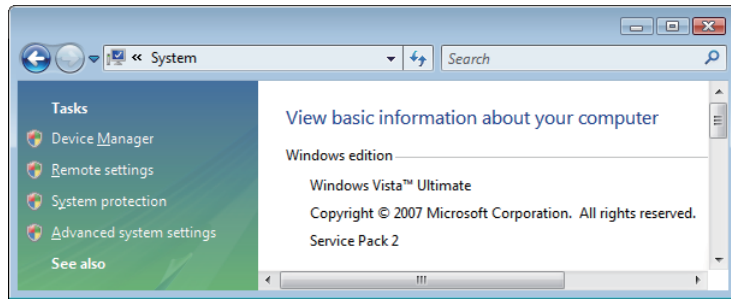 « System
Search
Tasks
Device Manager
Remote settings
System protection
Advanced system settings
See also
View basic information about your computer
Windows edition
Windows Vista™ Ultimate
Copyright © 2007 Microsoft Corporation. All rights reserved.
Service Pack 2